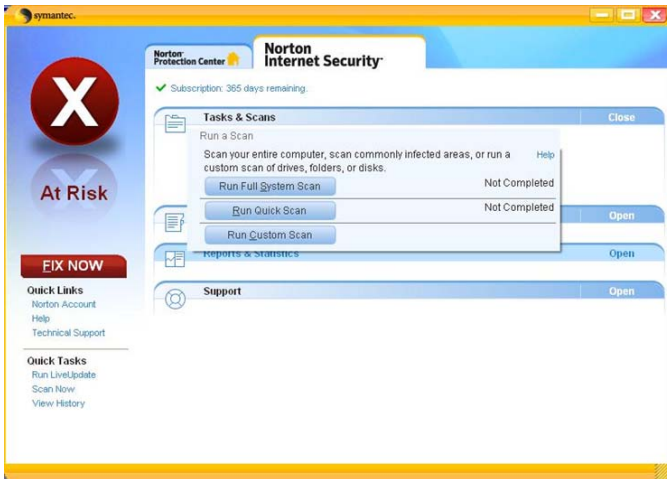 symantec.
Norton
Protection Center
Norton
Internet Security
Subscription: 365 days remaining.
X
At Risk
FIX NOW
Quick Links
Norton Account
Help
Technical Support
Quick Tasks
Run LiveUpdate
Scan Now
View History
Tasks & Scans Close
Run a Scan
Scan your entire computer, scan commonly infected areas, or run a Help
custom scan of drives, folders, or disks.
Run Full System Scan Not Completed
Run Quick Scan Not Completed
Run Custom Scan
Open
Reports & Statistics Open
Support Open